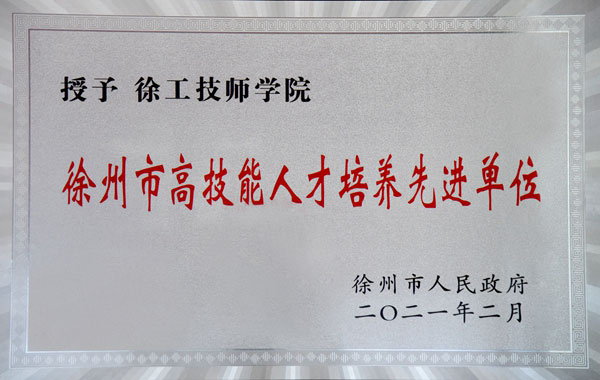 授予 徐工技师学院
徐州市高技能人才培养先进单位
徐州市人民政府
二〇二一年二月